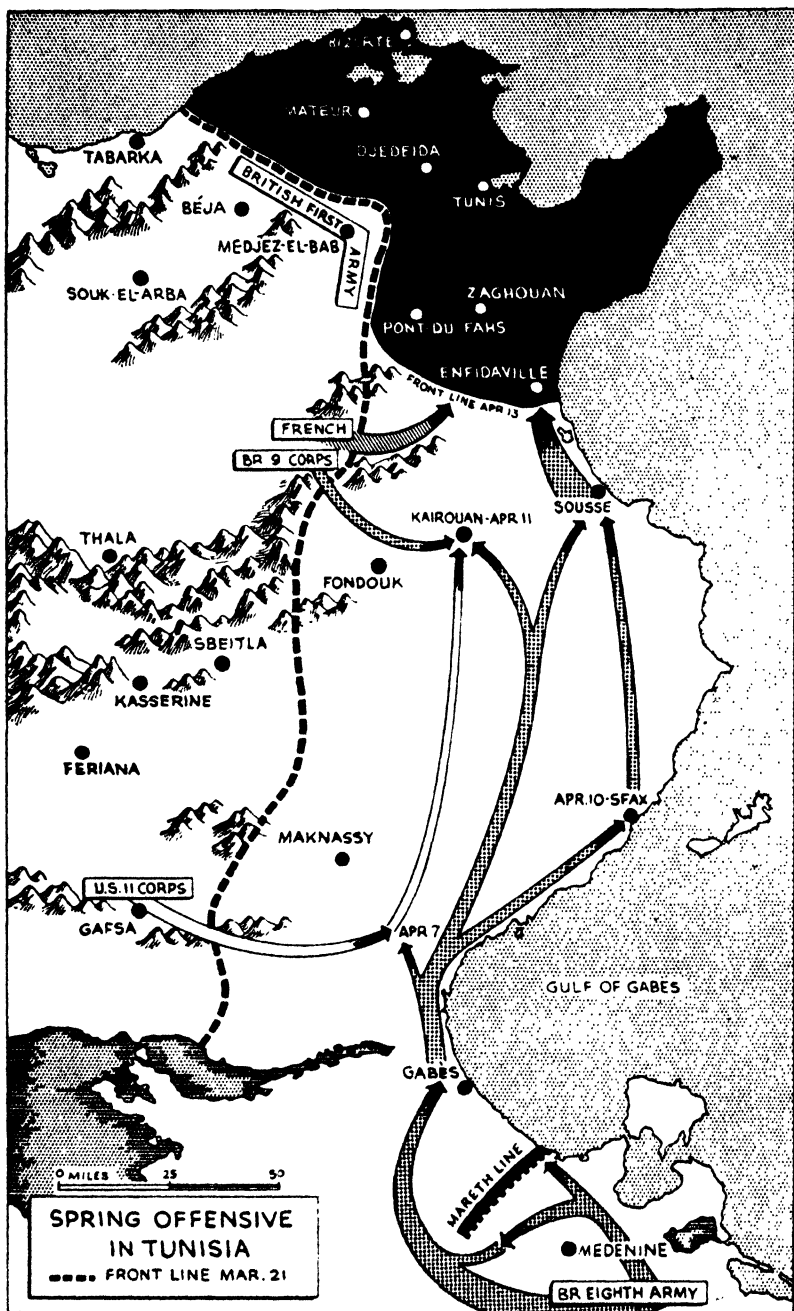 BIZERTE
MATEUR
DJEDEIDA
TABARKA
TUNIS
BRITISH FIRST
ARMY
BÉJA
MEDJEZ-EL-BAB
SOUK-EL-ARBA
ZAGHOUAN
PONT DU FAHS
ENFIDAVILLE
FRONT LINE APR 13
FRENCH
BR 9 CORPS
SOUSSE
KAIROUAN-APR 11
THALA
FONDOUK
SBEITLA
KASSERINE
FERIANA
APR.10-SFAX
MAKNASSY
U.S. 11 CORPS
GAFSA
APR 7
GULF OF GABES
GABES
MARETH LINE
0 MILES 25 50
SPRING OFFENSIVE
IN TUNISIA
FRONT LINE MAR. 21
MEDENINE
BR EIGHTH ARMY